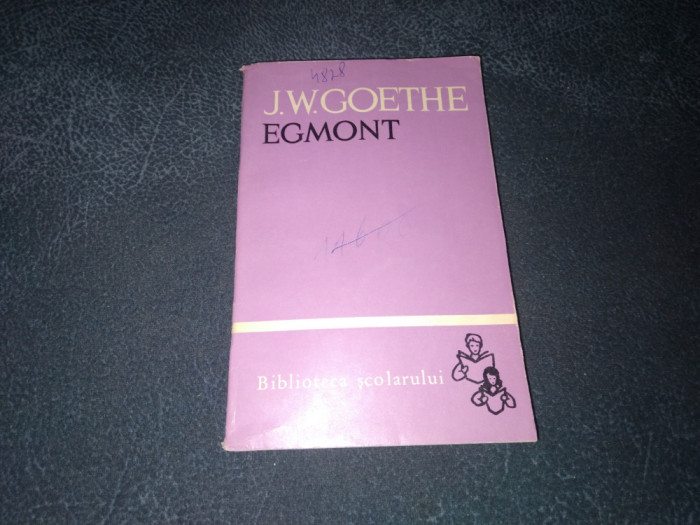 4828
J.W.GOETHE
EGMONT
Biblioteca școlarului